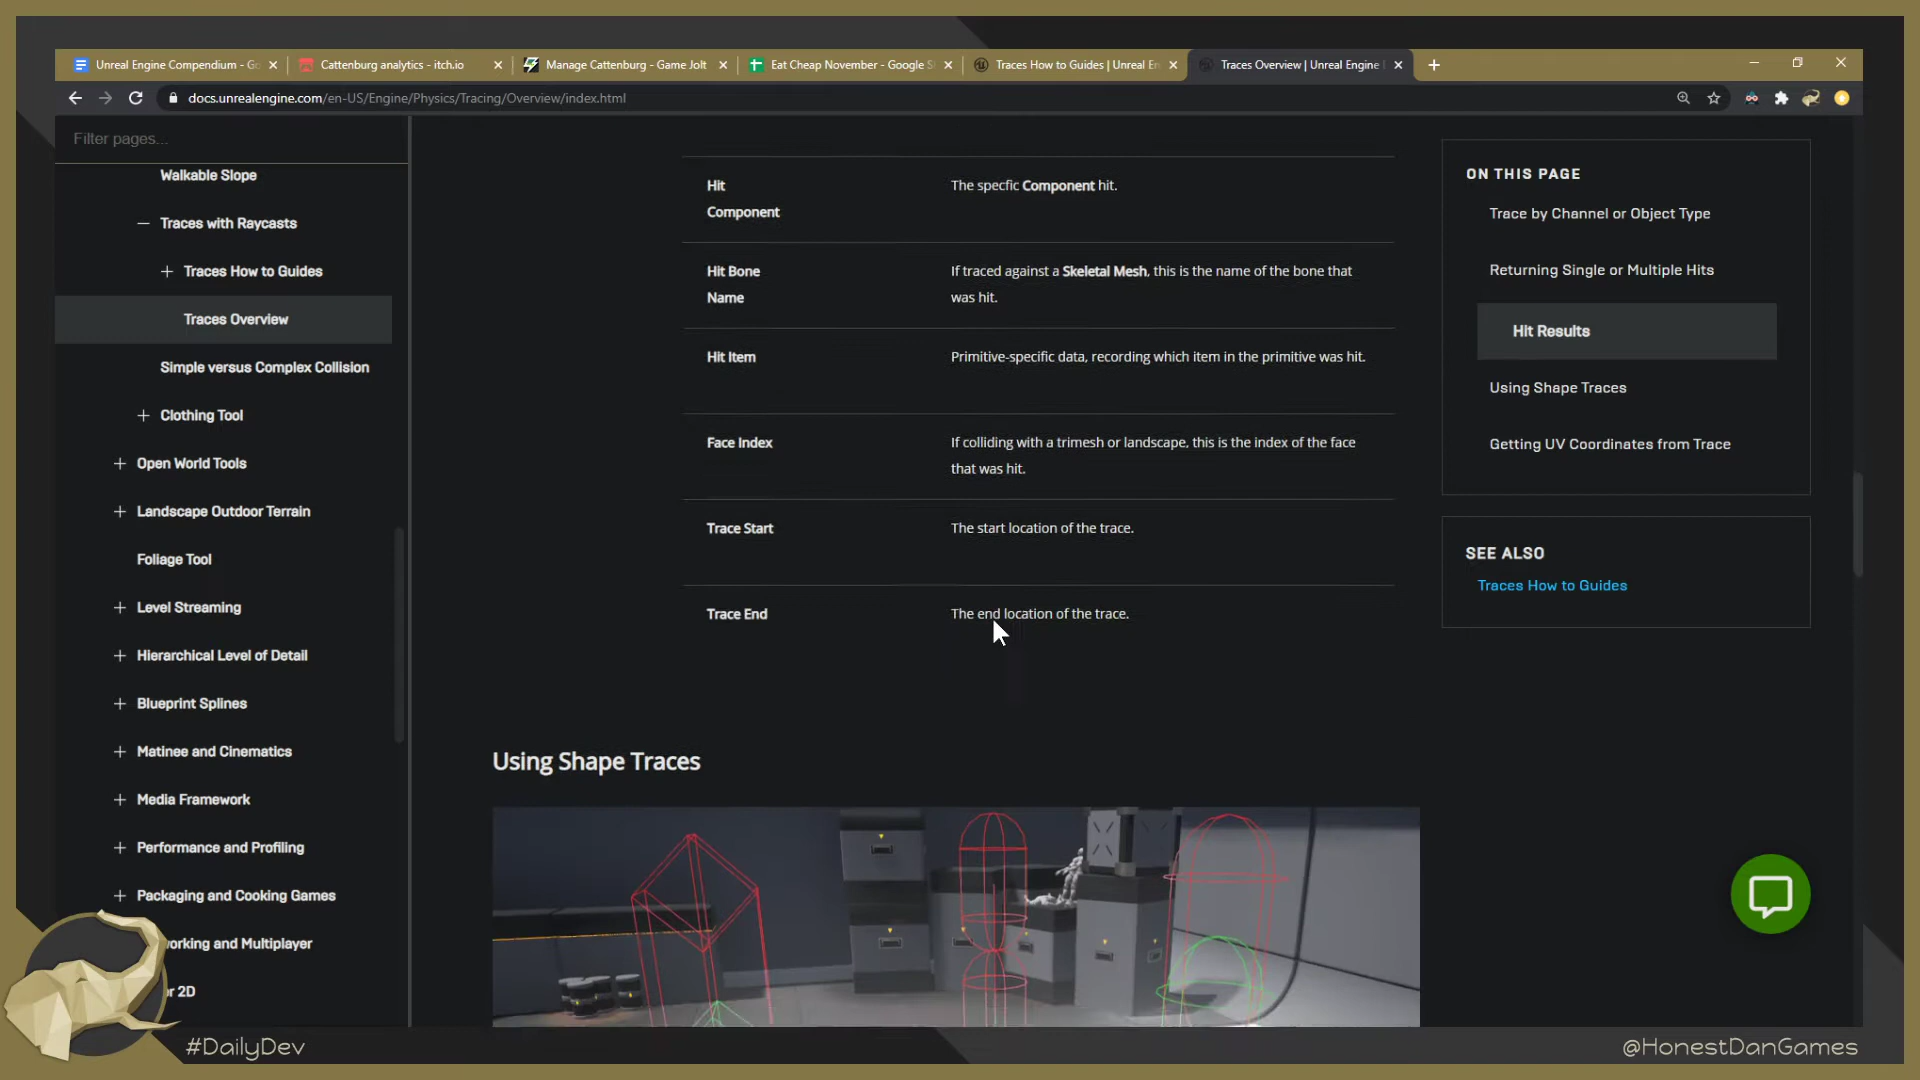 Unreal Engine Compendium - Go
Cattenburg analytics - itch.io
Manage Cattenburg - Game Jolt
Eat Cheap November - Google S
Traces How to Guides | Unreal En
Traces Overview | Unreal Engine
docs.unrealengine.com/en-US/Engine/Physics/Tracing/Overview/index.html
Filter pages...
Walkable Slope
Traces with Raycasts
Traces How to Guides
Traces Overview
Simple versus Complex Collision
Clothing Tool
Open World Tools
Landscape Outdoor Terrain
Foliage Tool
Level Streaming
Hierarchical Level of Detail
Blueprint Splines
Matinee and Cinematics
Media Framework
Performance and Profiling
Packaging and Cooking Games
working and Multiplayer
r 2D
Hit
Component
The specfic Component hit.
Hit Bone
Name
If traced against a Skeletal Mesh, this is the name of the bone that
was hit.
Hit Item
Primitive-specific data, recording which item in the primitive was hit.
Face Index
If colliding with a trimesh or landscape, this is the index of the face
that was hit.
Trace Start
The start location of the trace.
Trace End
The end location of the trace.
Using Shape Traces
ON THIS PAGE
Trace by Channel or Object Type
Returning Single or Multiple Hits
Hit Results
Using Shape Traces
Getting UV Coordinates from Trace
SEE ALSO
Traces How to Guides
#DailyDev
@HonestDanGames